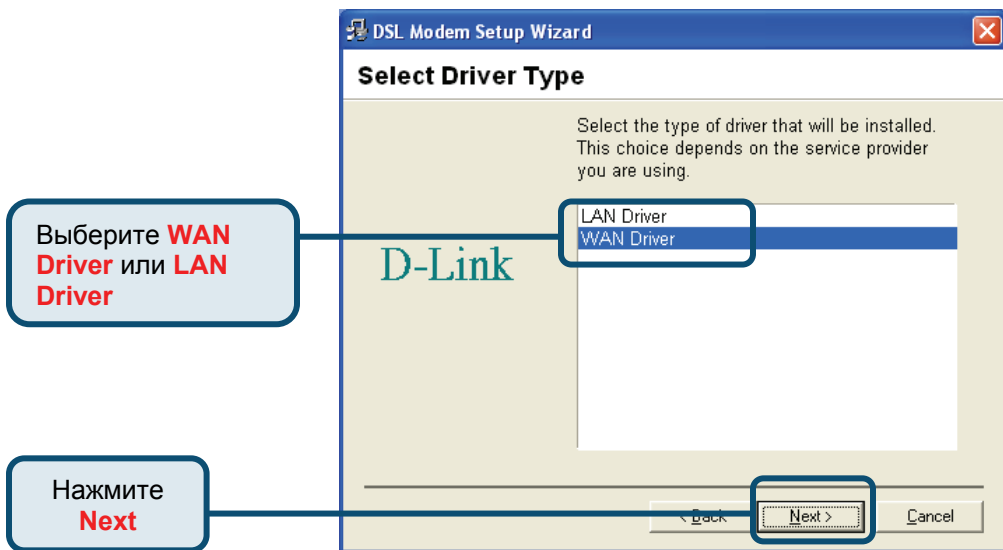 DSL Modem Setup Wizard
Select Driver Type
Select the type of driver that will be installed.
This choice depends on the service provider
you are using.
LAN Driver
WAN Driver
D-Link
Выберите WAN
Driver или LAN
Driver
Нажмите
Next
< Back
Next >
Cancel